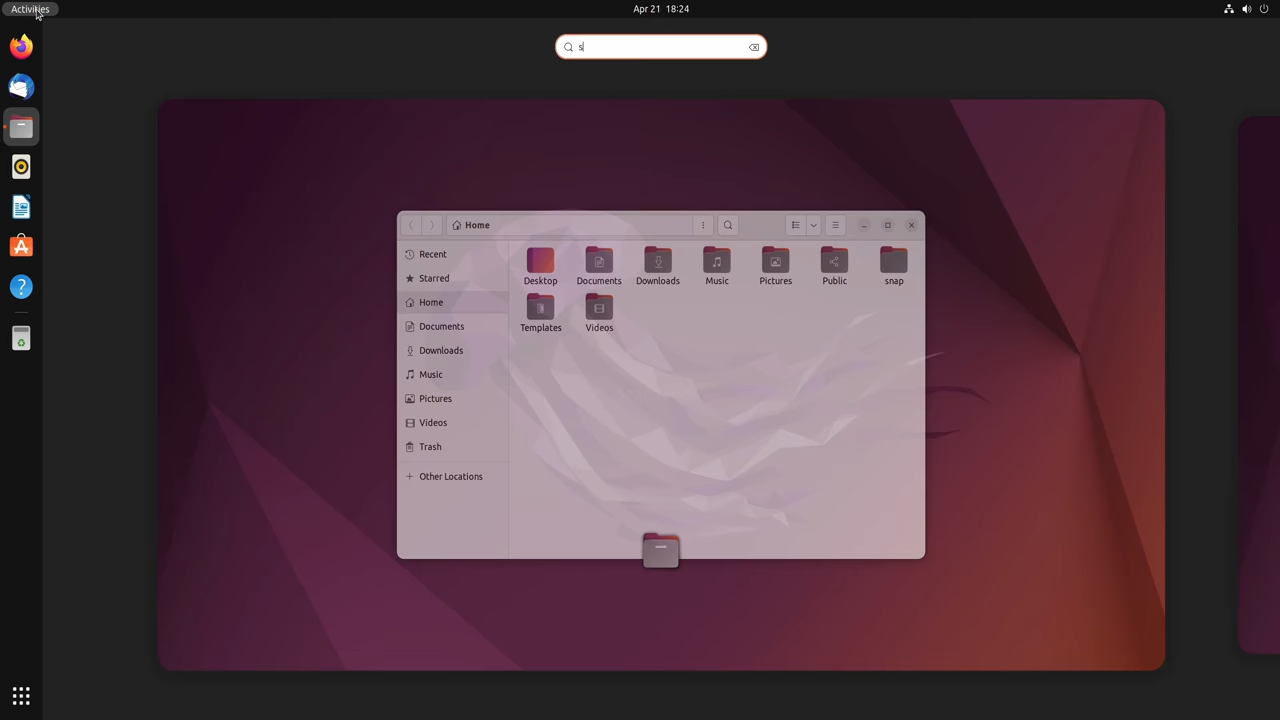 Activities
Apr 21 18:24
s
Home
Recent
Starred
Home
Documents
Downloads
Music
Pictures
Videos
Trash
Other Locations
Desktop
Documents
Downloads
Music
Pictures
Public
snap
Templates
Videos